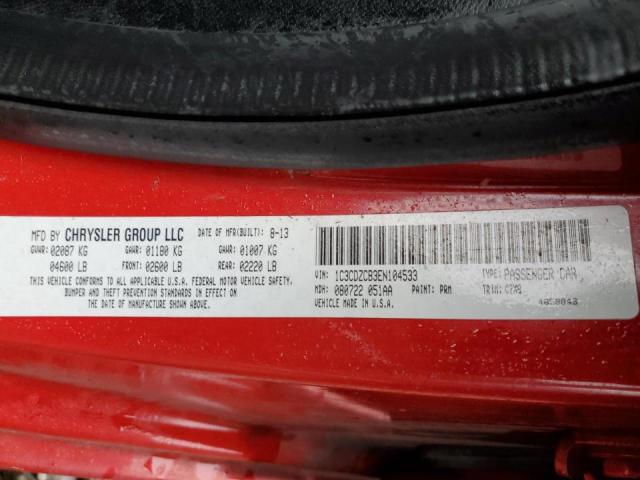 MFD BY CHRYSLER GROUP LLC DATE OF MFR(BUILT): 8-13
GVWR: 02087 KG GAWR: 01180 KG GAWR: 01007 KG
04600 LB FRONT: 02600 LB REAR: 02220 LB
THIS VEHICLE CONFORMS TO ALL APPLICABLE U.S.A. FEDERAL MOTOR VEHICLE SAFETY,
BUMPER AND THEFT PREVENTION STANDARDS IN EFFECT ON
THE DATE OF MANUFACTURE SHOWN ABOVE.
VIN: 1C3CDZCB3EN104533 TYPE: PASSENGER CAR
MDH: 080722 051AA PAINT: PRM TRIM:
VEHICLE MADE IN U.S.A.